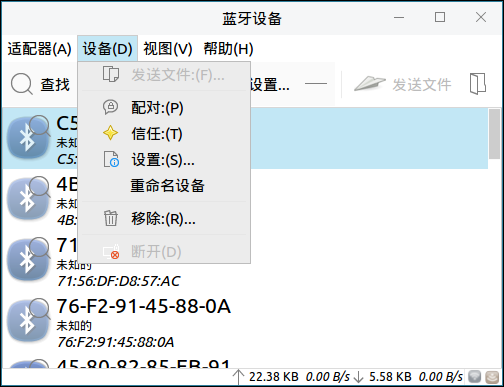 蓝牙设备
适配器(A) 设备(D) 视图(V) 帮助(H)
查找 设置... 发送文件
发送文件:(F)...
配对:(P)
信任:(T)
设置:(S)...
重命名设备
移除:(R)...
断开(D)
C5
未知
C5:
4B
未知
4B:
71
未知的
71:56:DF:D8:57:AC
76-F2-91-45-88-0A
未知的
76:F2:91:45:88:0A
45-80-82-85-EB-91
22.38 KB 0.00 B/s 5.58 KB 0.00 B/s